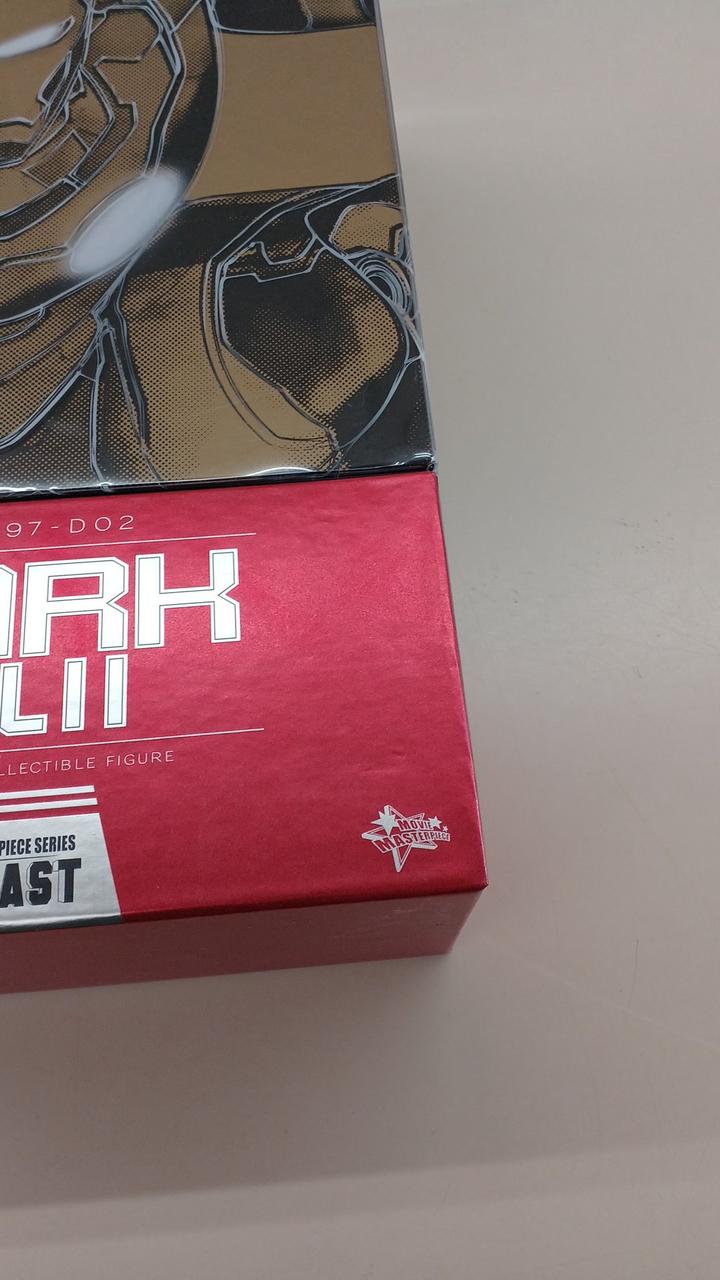 97-D02
ARK
LII
LLECTIBLE FIGURE
PIECE SERIES
AST
MOVIE
MASTERPIECE